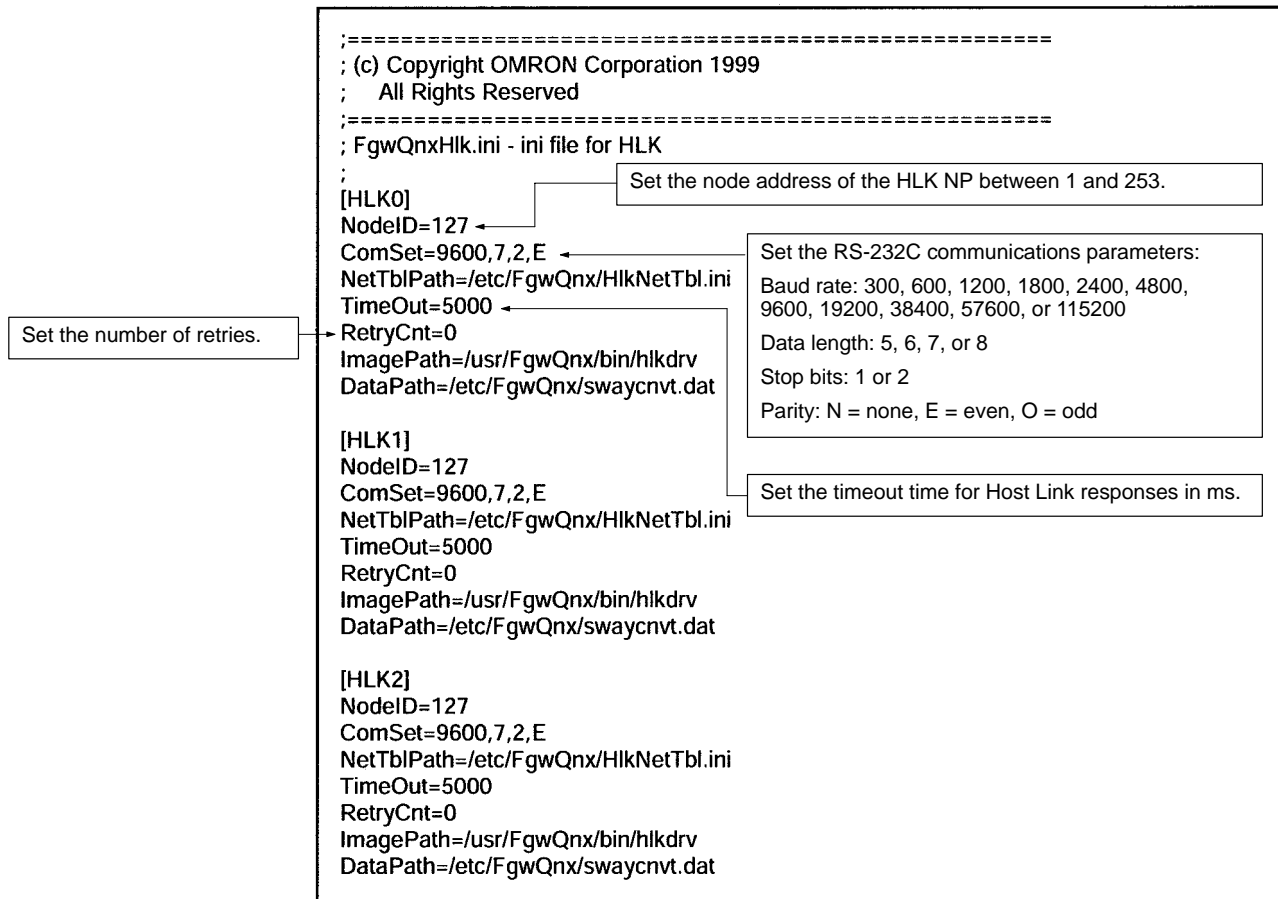 ;=====================================================
; (c) Copyright OMRON Corporation 1999
;    All Rights Reserved
;=====================================================
; FgwQnxHlk.ini - ini file for HLK
;
[HLK0]
NodeID=127
ComSet=9600,7,2,E
NetTblPath=/etc/FgwQnx/HlkNetTbl.ini
TimeOut=5000
RetryCnt=0
ImagePath=/usr/FgwQnx/bin/hlkdrv
DataPath=/etc/FgwQnx/swaycnvt.dat
Set the node address of the HLK NP between 1 and 253.
Set the RS-232C communications parameters:
Baud rate: 300, 600, 1200, 1800, 2400, 4800,
9600, 19200, 38400, 57600, or 115200
Data length: 5, 6, 7, or 8
Stop bits: 1 or 2
Parity: N = none, E = even, O = odd
Set the number of retries.
Set the timeout time for Host Link responses in ms.
[HLK1]
NodeID=127
ComSet=9600,7,2,E
NetTblPath=/etc/FgwQnx/HlkNetTbl.ini
TimeOut=5000
RetryCnt=0
ImagePath=/usr/FgwQnx/bin/hlkdrv
DataPath=/etc/FgwQnx/swaycnvt.dat
[HLK2]
NodeID=127
ComSet=9600,7,2,E
NetTblPath=/etc/FgwQnx/HlkNetTbl.ini
TimeOut=5000
RetryCnt=0
ImagePath=/usr/FgwQnx/bin/hlkdrv
DataPath=/etc/FgwQnx/swaycnvt.dat